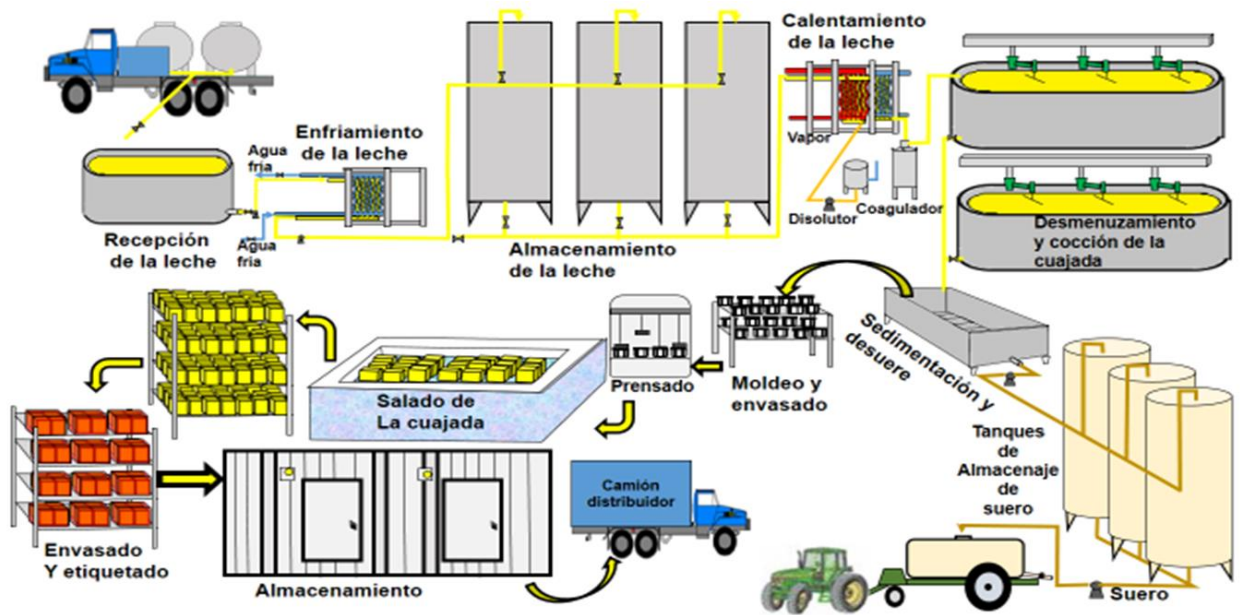 Calentamiento
de la leche
Enfriamiento
de la leche
Agua
fria
Vapor
Disolutor
Coagulador
Recepción
de la leche
Agua
fria
Almacenamiento
de la leche
Desmenuzamiento
y cocción de la
cuajada
Sedimentación y
desuere
Moldeo y
envasado
Prensado
Salado de
La cuajada
Tanques
de
Almacenaje
de
suero
Camión
distribuidor
Envasado
Y etiquetado
Almacenamiento
Suero